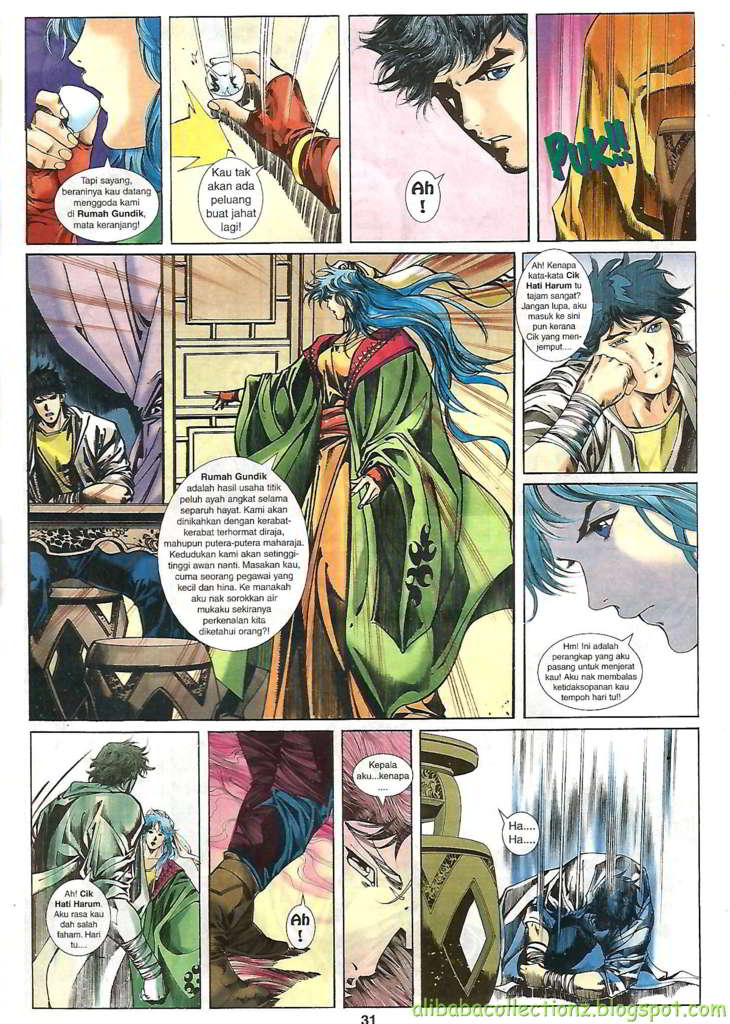 Tapi sayang,
beraninya kau datang
menggoda kami
di Rumah Gundik,
mata keranjang!
Kau tak
akan ada
peluang
buat jahat
lagi!
Ah
!
PUK!!!
Rumah Gundik
adalah hasil usaha titik
peluh ayah angkat selama
separuh hayat. Kami akan
dinikahkan dengan kerabat-
kerabat terhormat diraja,
mahupun putera-putera maharaja.
Kedudukan kami akan setinggi-
tinggi awan nanti. Masakan kau,
cuma seorang pegawai yang
kecil dan hina. Ke manakah
aku nak sorokkan air
mukaku sekiranya
perkenalan kita
diketahui orang?!
Ah! Kenapa
kata-kata Cik
Hati Harum tu
tajam sangat?
Jangan lupa, aku
masuk ke sini
pun kerana
Cik yang men-
jemput....
Hm! Ini adalah
perangkap yang aku
pasang untuk menjerat
kau! Aku nak membalas
ketidaksopanan kau
tempoh hari tu!!
Ah! Cik
Hati Harum.
Aku rasa kau
dah salah
faham. Hari
tu....
Ah
!
Kepala
aku...kenapa
....
Ha....
Ha....
31
alibabacollectionz.blogspot.com